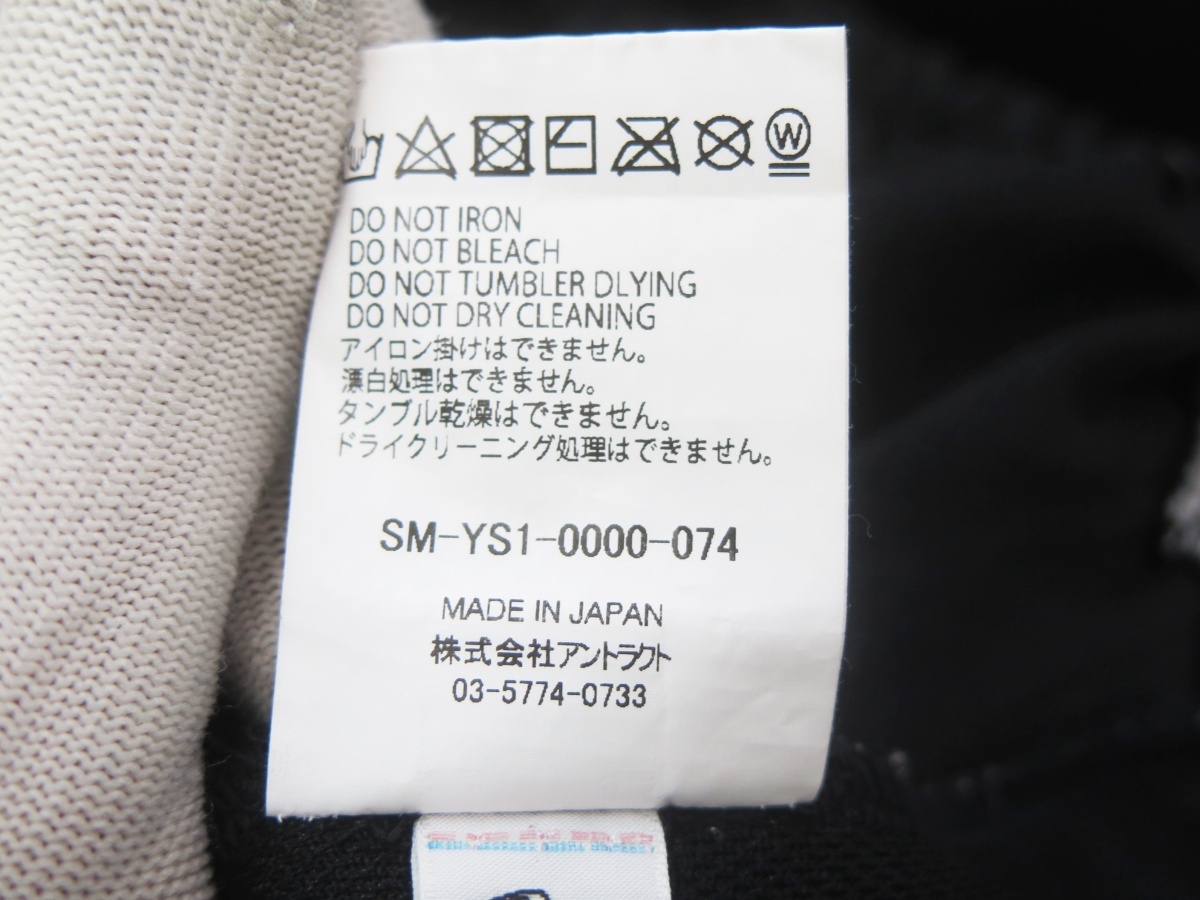 W
DO NOT IRON
DO NOT BLEACH
DO NOT TUMBLER DLYING
DO NOT DRY CLEANING
アイロン掛けはできません。
漂白処理はできません。
タンブル乾燥はできません。
ドライクリーニング処理はできません。
SM-YS1-0000-074
MADE IN JAPAN
株式会社アントラクト
03-5774-0733